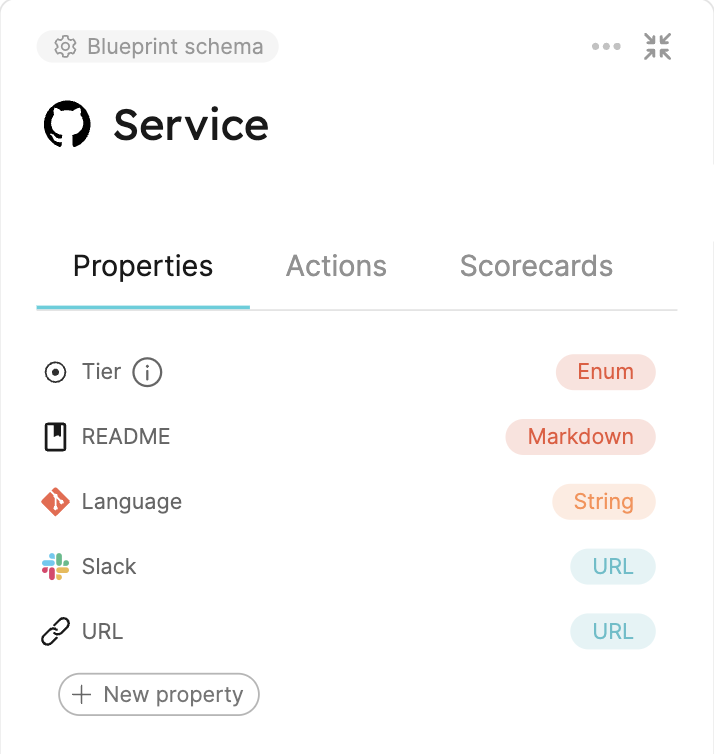 Blueprint schema
Service
Properties Actions Scorecards
Tier Enum
README Markdown
Language String
Slack URL
URL URL
New property